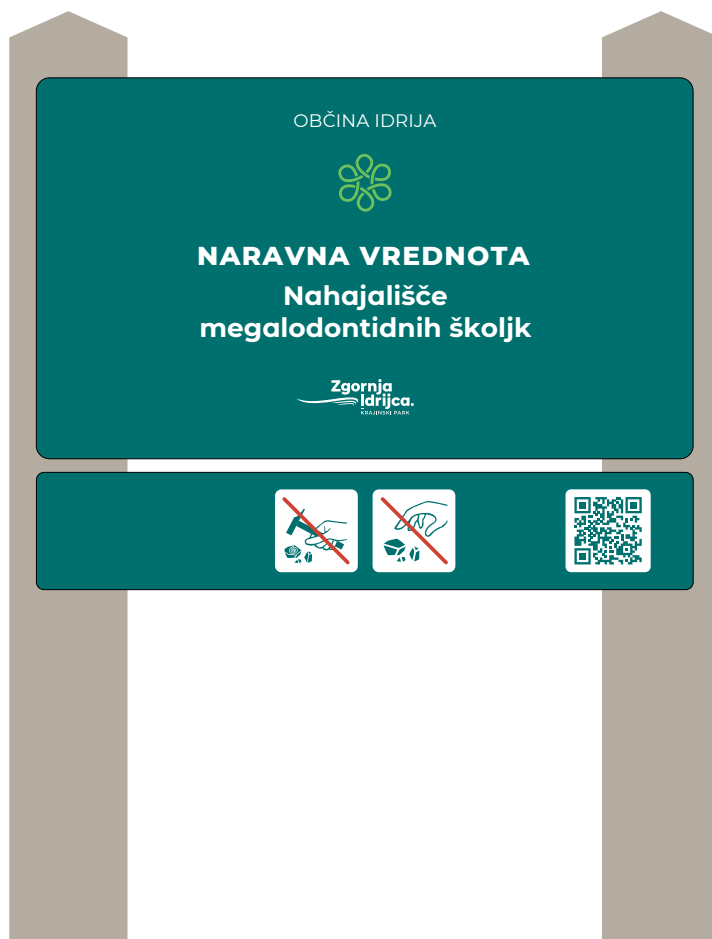 OBČINA IDRIJA
NARAVNA VREDNOTA
Nahajališče
megalodontidnih školjk
Zgornja
Idrijca.
KRAJINSKI PARK